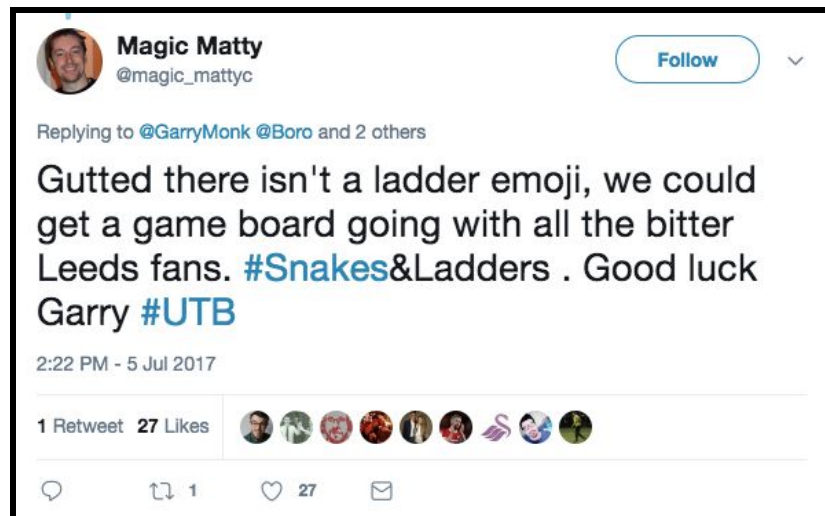 Magic Matty
@magic_mattyc
Follow
Replying to @GarryMonk @Boro and 2 others
Gutted there isn't a ladder emoji, we could
get a game board going with all the bitter
Leeds fans. #Snakes&Ladders . Good luck
Garry #UTB
2:22 PM - 5 Jul 2017
1 Retweet 27 Likes
1 27